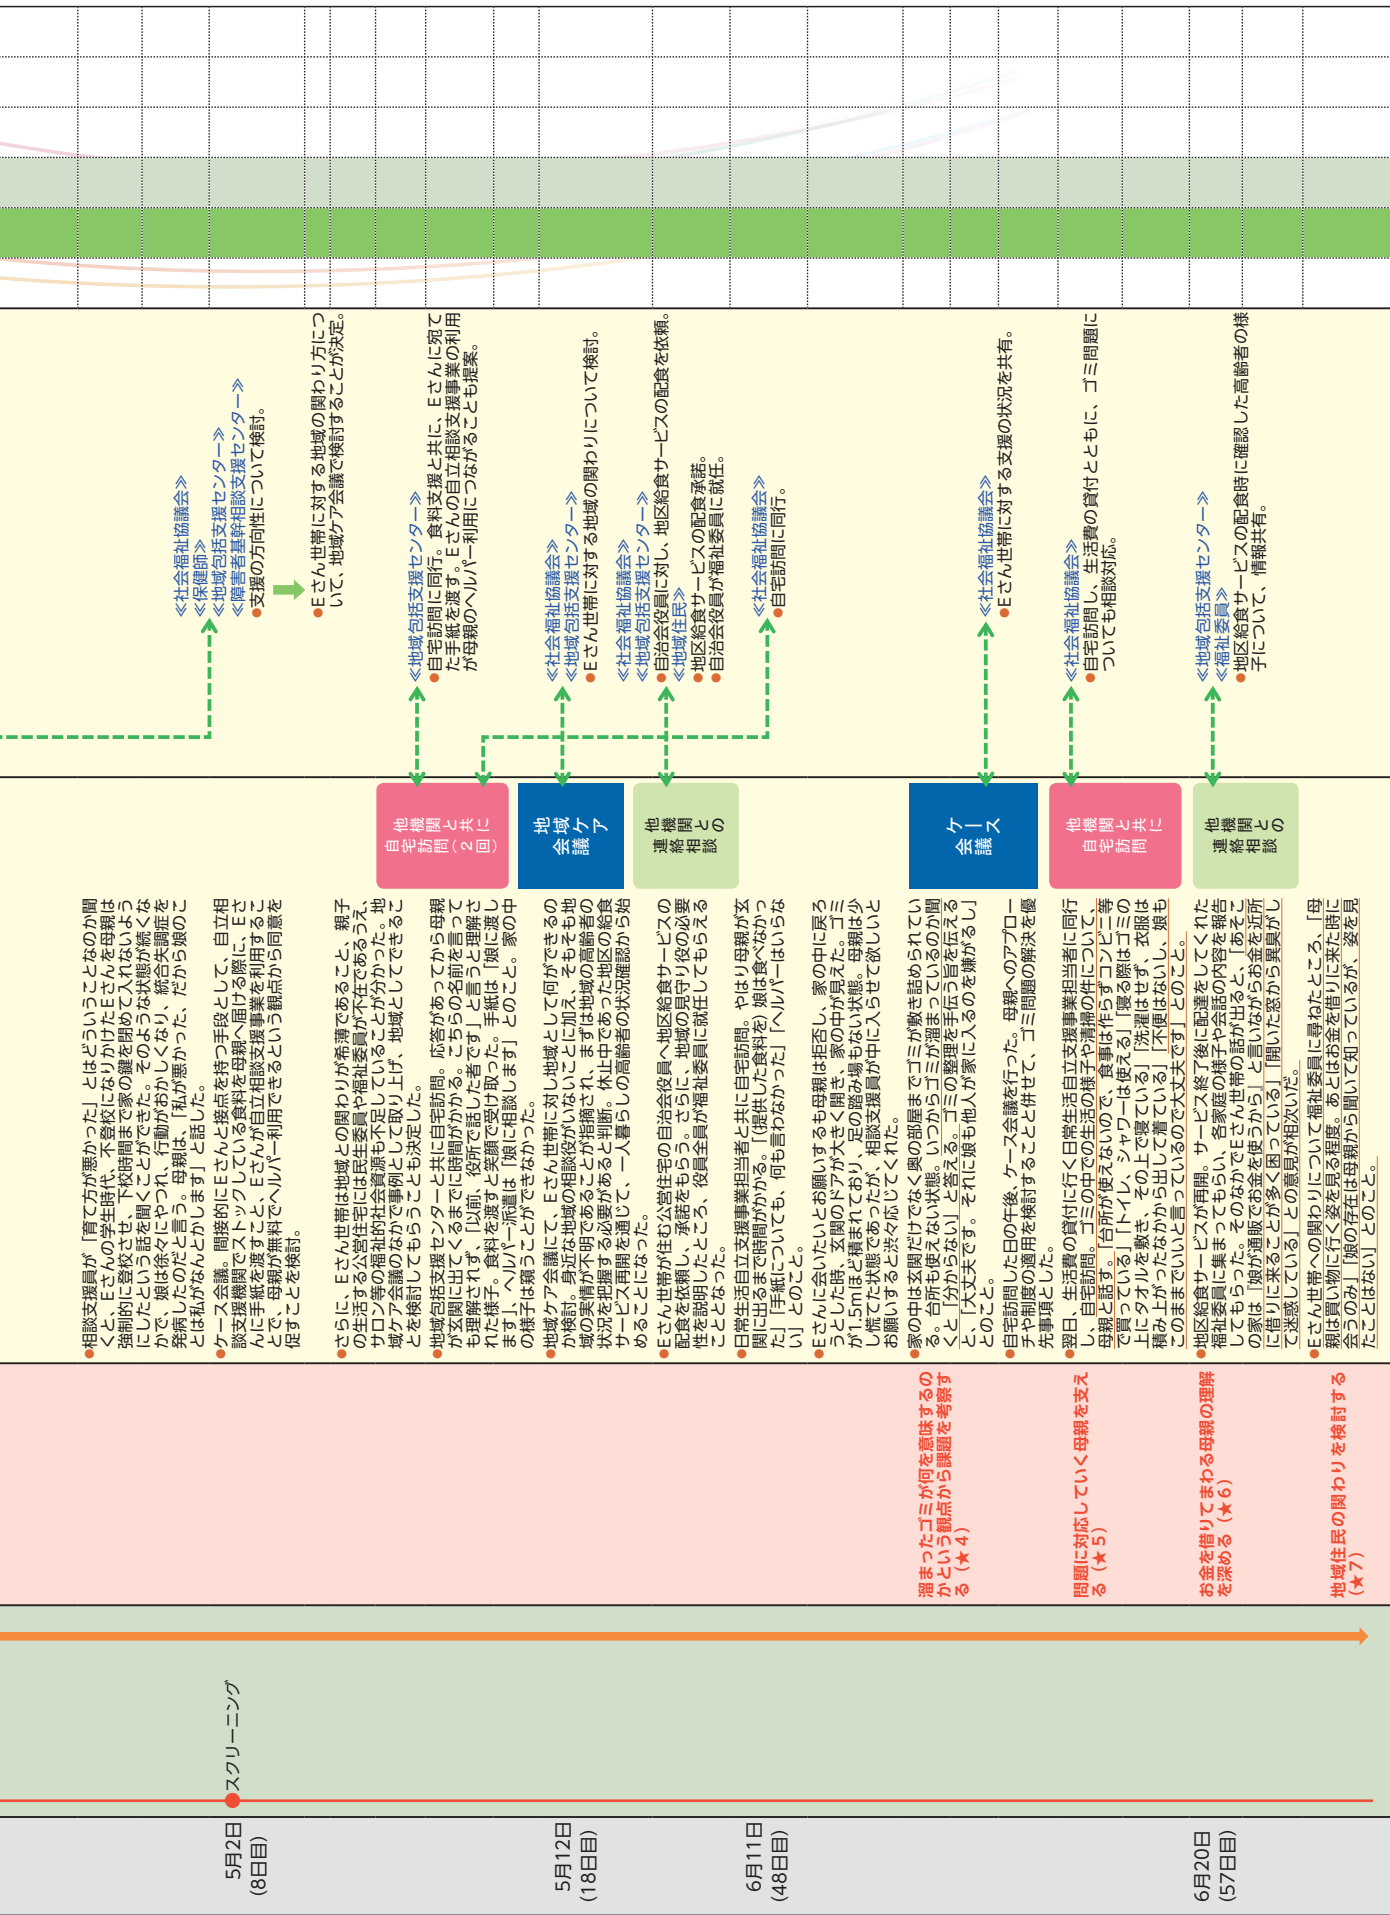 5月2日
(8日目)
5月12日
(18日目)
6月11日
(48日目)
6月20日
(57日目)
スクリーニング
溜まったゴミが何を意味するの
かという観点から課題を考察す
る（★４）
問題に対応していく母親を支え
る（★５）
お金を借りてまわる母親の理解
を深める（★６）
地域住民の関わりを検討する
（★７）
●相談支援員が「育て方が悪かった」とはどういうことなのか聞
くと、Eさんの学生時代、不登校になりかけたEさんを母親は
強制的に登校させ、下校時間まで家の鍵を閉めて入れないよう
にしたという話を聞くことができた。そのような状態が続くな
かで、娘は徐々にやつれ、行動がおかしくなり、統合失調症を
発病したのだと言う。母親は、「私が悪かった、だから娘のこ
とは私がなんとかします」と話した。
●ケース会議。間接的にEさんと接点を持つ手段として、自立相
談支援機関でストックしている食料を母親へ届ける際に、Eさ
んに手紙を渡すこと、Eさんが自立相談支援事業を利用するこ
とで、母親が無料でヘルパー利用できるという観点から同意を
促すことを検討。
●さらに、Eさん世帯は地域との関わりが希薄であること、親子
の生活する公営住宅には民生委員や福祉委員が不在であるうえ、
サロン等の福祉的社会資源も不足していることが分かった。地
域ケア会議のなかで事例として取り上げ、地域としてできるこ
とを検討してもらうことも決定した。
●地域包括支援センターと共に自宅訪問。応答があってから母親
が玄関に出てくるまでに時間がかかる。こちらの名前を言って
も理解されず、「以前、役所で話した者です」と言うと理解さ
れた様子。食料を渡すと笑顔で受け取った。手紙は「娘に渡し
ます」、ヘルパー派遣は「娘に相談します」とのこと。家の中
の様子は窺うことができなかった。
●地域ケア会議にて、Eさん世帯に対し地域として何ができるの
か検討。身近な地域の相談役がいないことに加え、そもそも地
域の実情が不明であることが指摘され、まずは地域の高齢者の
状況を把握する必要があると判断。休止中であった地区の給食
サービス再開を通じて、一人暮らしの高齢者の状況確認から始
めることになった。
●Eさん世帯が住む公営住宅の自治会役員へ地区給食サービスの
配食を依頼し、承諾をもらう。さらに、地域の見守り役の必要
性を説明したところ、役員全員が福祉委員に就任してもらえる
こととなった。
●日常生活自立支援事業担当者と共に自宅訪問。やはり母親が玄
関に出るまで時間がかかる。「(提供した食料を) 娘は食べなかっ
た」「手紙についても、何も言わなかった」「ヘルパーはいらな
い」とのこと。
●Eさんに会いたいとお願いするも母親は拒否し、家の中に戻ろ
うとした時、玄関のドアが大きく開き、家の中が見えた。ゴミ
が1.5mほど積まれており、足の踏み場もない状態。母親は少
し慌てた状態であったが、相談支援員が中に入らせて欲しいと
お願いすると渋々応じてくれた。
●家の中は玄関だけでなく奥の部屋までゴミが敷き詰められてい
る。台所も使えない状態。いつからゴミが溜まっているのか聞
くと「分からない」と答える。ゴミの整理を手伝う旨を伝える
と、「大丈夫です。それに娘も他人が家に入るのを嫌がるし」
とのこと。
●自宅訪問した日の午後、ケース会議を行った。母親へのアプロー
チや制度の適用を検討することと併せて、ゴミ問題の解決を優
先事項とした。
●翌日、生活費の貸付に行く日常生活自立支援事業担当者に同行
し、自宅訪問。ゴミの中での生活の様子や清掃の件について、
母親と話す。「台所が使えないので、食事は作らずコンビニ等
で買っている」「トイレ、シャワーは使える」「寝る際はゴミの
上にタオルを敷き、その上で寝ている」「洗濯はせず、衣服は
積み上がったなかから出して着ている」「不便はないし、娘も
このままでいいと言っているので大丈夫です」とのこと。
●地区給食サービスが再開。サービス終了後に配達をしてくれた
福祉委員に集まってもらい、各家庭の様子や会話の内容を報告
してもらった。そのなかでEさん世帯の話が出ると、「あそこ
の家は「娘が通販でお金を使うから」と言いながらお金を近所
に借りに来ることが多く困っている」「開いた窓から異臭がし
て迷惑している」との意見が相次いだ。
●Eさん世帯への関わりについて福祉委員に尋ねたところ、「母
親は買い物に行く姿を見る程度。あとはお金を借りに来た時に
会うのみ」「娘の存在は母親から聞いて知っているが、姿を見
たことはない」とのこと。
他機関と共に
自宅訪問（２回）
地域ケア
会議
他機関との
連絡相談
ケース
会議
他機関と共に
自宅訪問
他機関との
連絡相談
≪社会福祉協議会≫
≪保健師≫
≪地域包括支援センター≫
≪障害者基幹相談支援センター≫
●支援の方向性について検討。
●Eさん世帯に対する地域の関わり方につ
いて、地域ケア会議で検討することが決定。
≪地域包括支援センター≫
●自宅訪問に同行。食料支援と共に、Eさんに宛て
た手紙を渡す。Eさんの自立相談支援事業の利用
が母親のヘルパー利用につながることも提案。
≪社会福祉協議会≫
≪地域包括支援センター≫
●Eさん世帯に対する地域の関わりについて検討。
≪社会福祉協議会≫
≪地域包括支援センター≫
●自治会役員に対し、地区給食サービスの配食を依頼。
≪地域住民≫
●地区給食サービスの配食承諾。
●自治会役員が福祉委員に就任。
≪社会福祉協議会≫
●自宅訪問に同行。
≪社会福祉協議会≫
●Eさん世帯に対する支援の状況を共有。
≪社会福祉協議会≫
●自宅訪問し、生活費の貸付とともに、ゴミ問題に
ついても相談対応。
≪地域包括支援センター≫
≪福祉委員≫
●地区給食サービスの配食時に確認した高齢者の様
子について、情報共有。